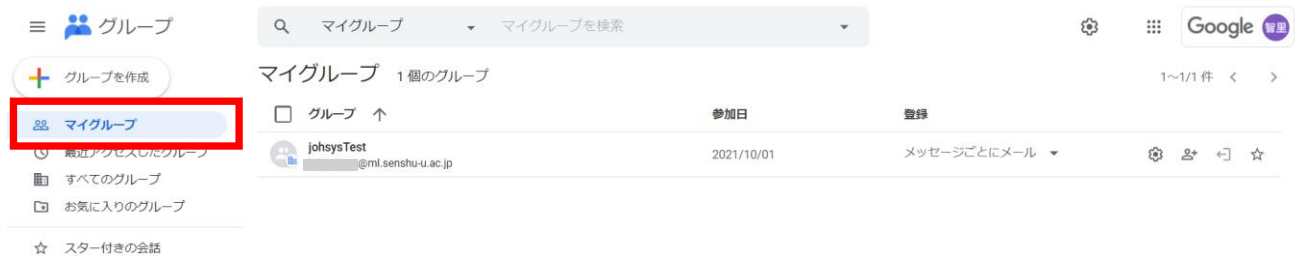 グループ
マイグループ マイグループを検索
Google 智里
グループを作成
マイグループ 1 個のグループ
1～1/1 件
マイグループ
グループ 参加日 登録
最近アクセスしたグループ
johsysTest
@ml.senshu-u.ac.jp
2021/10/01
メッセージごとにメール
すべてのグループ
お気に入りのグループ
スター付きの会話